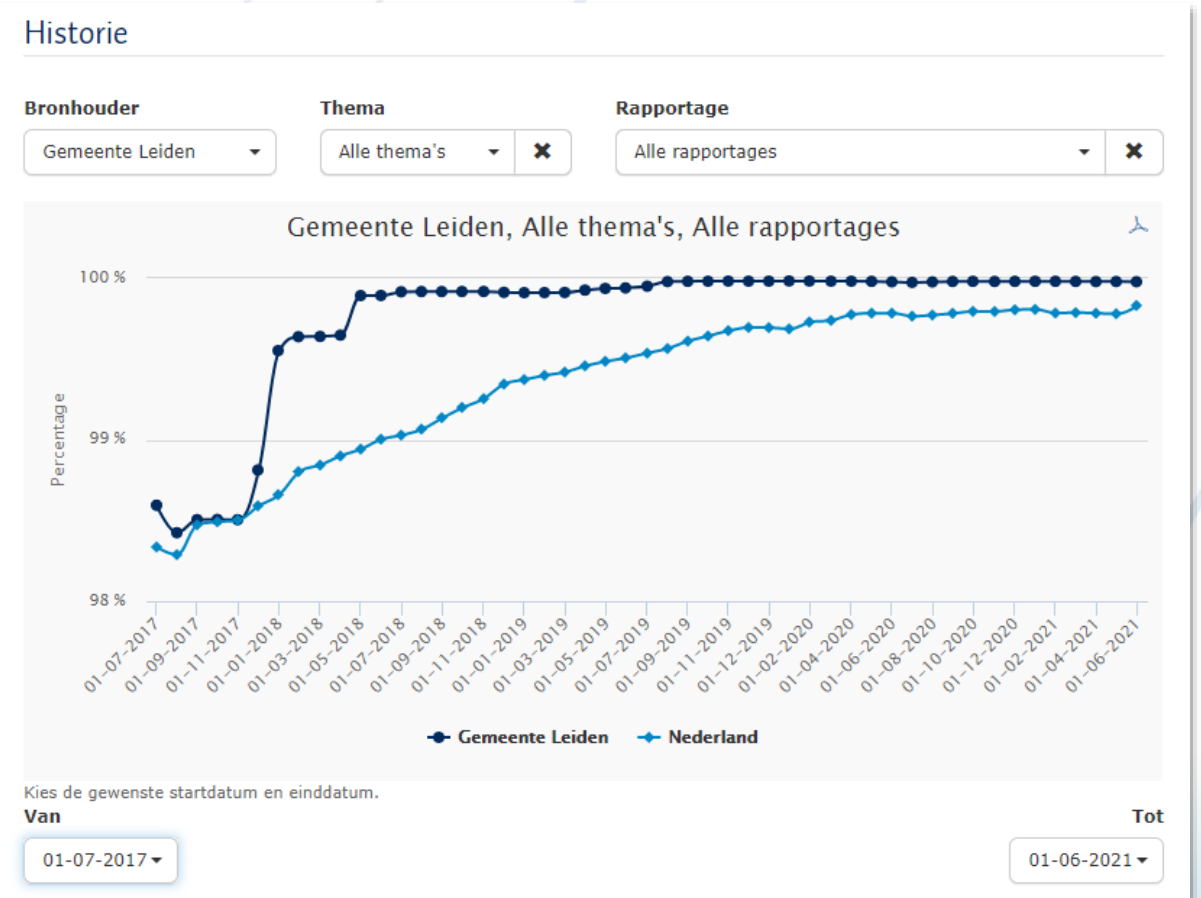 Historie
Bronhouder Thema Rapportage
Gemeente Leiden Alle thema's Alle rapportages
Gemeente Leiden, Alle thema's, Alle rapportages
100 %
99 %
98 %
Percentage
01-07-2017 01-09-2017 01-11-2017 01-01-2018 01-03-2018 01-05-2018 01-07-2018 01-09-2018 01-11-2018 01-01-2019 01-03-2019 01-05-2019 01-07-2019 01-09-2019 01-11-2019 01-12-2019 01-02-2020 01-04-2020 01-06-2020 01-08-2020 01-10-2020 01-12-2020 01-02-2021 01-04-2021 01-06-2021
Gemeente Leiden Nederland
Kies de gewenste startdatum en einddatum.
Van Tot
01-07-2017 01-06-2021